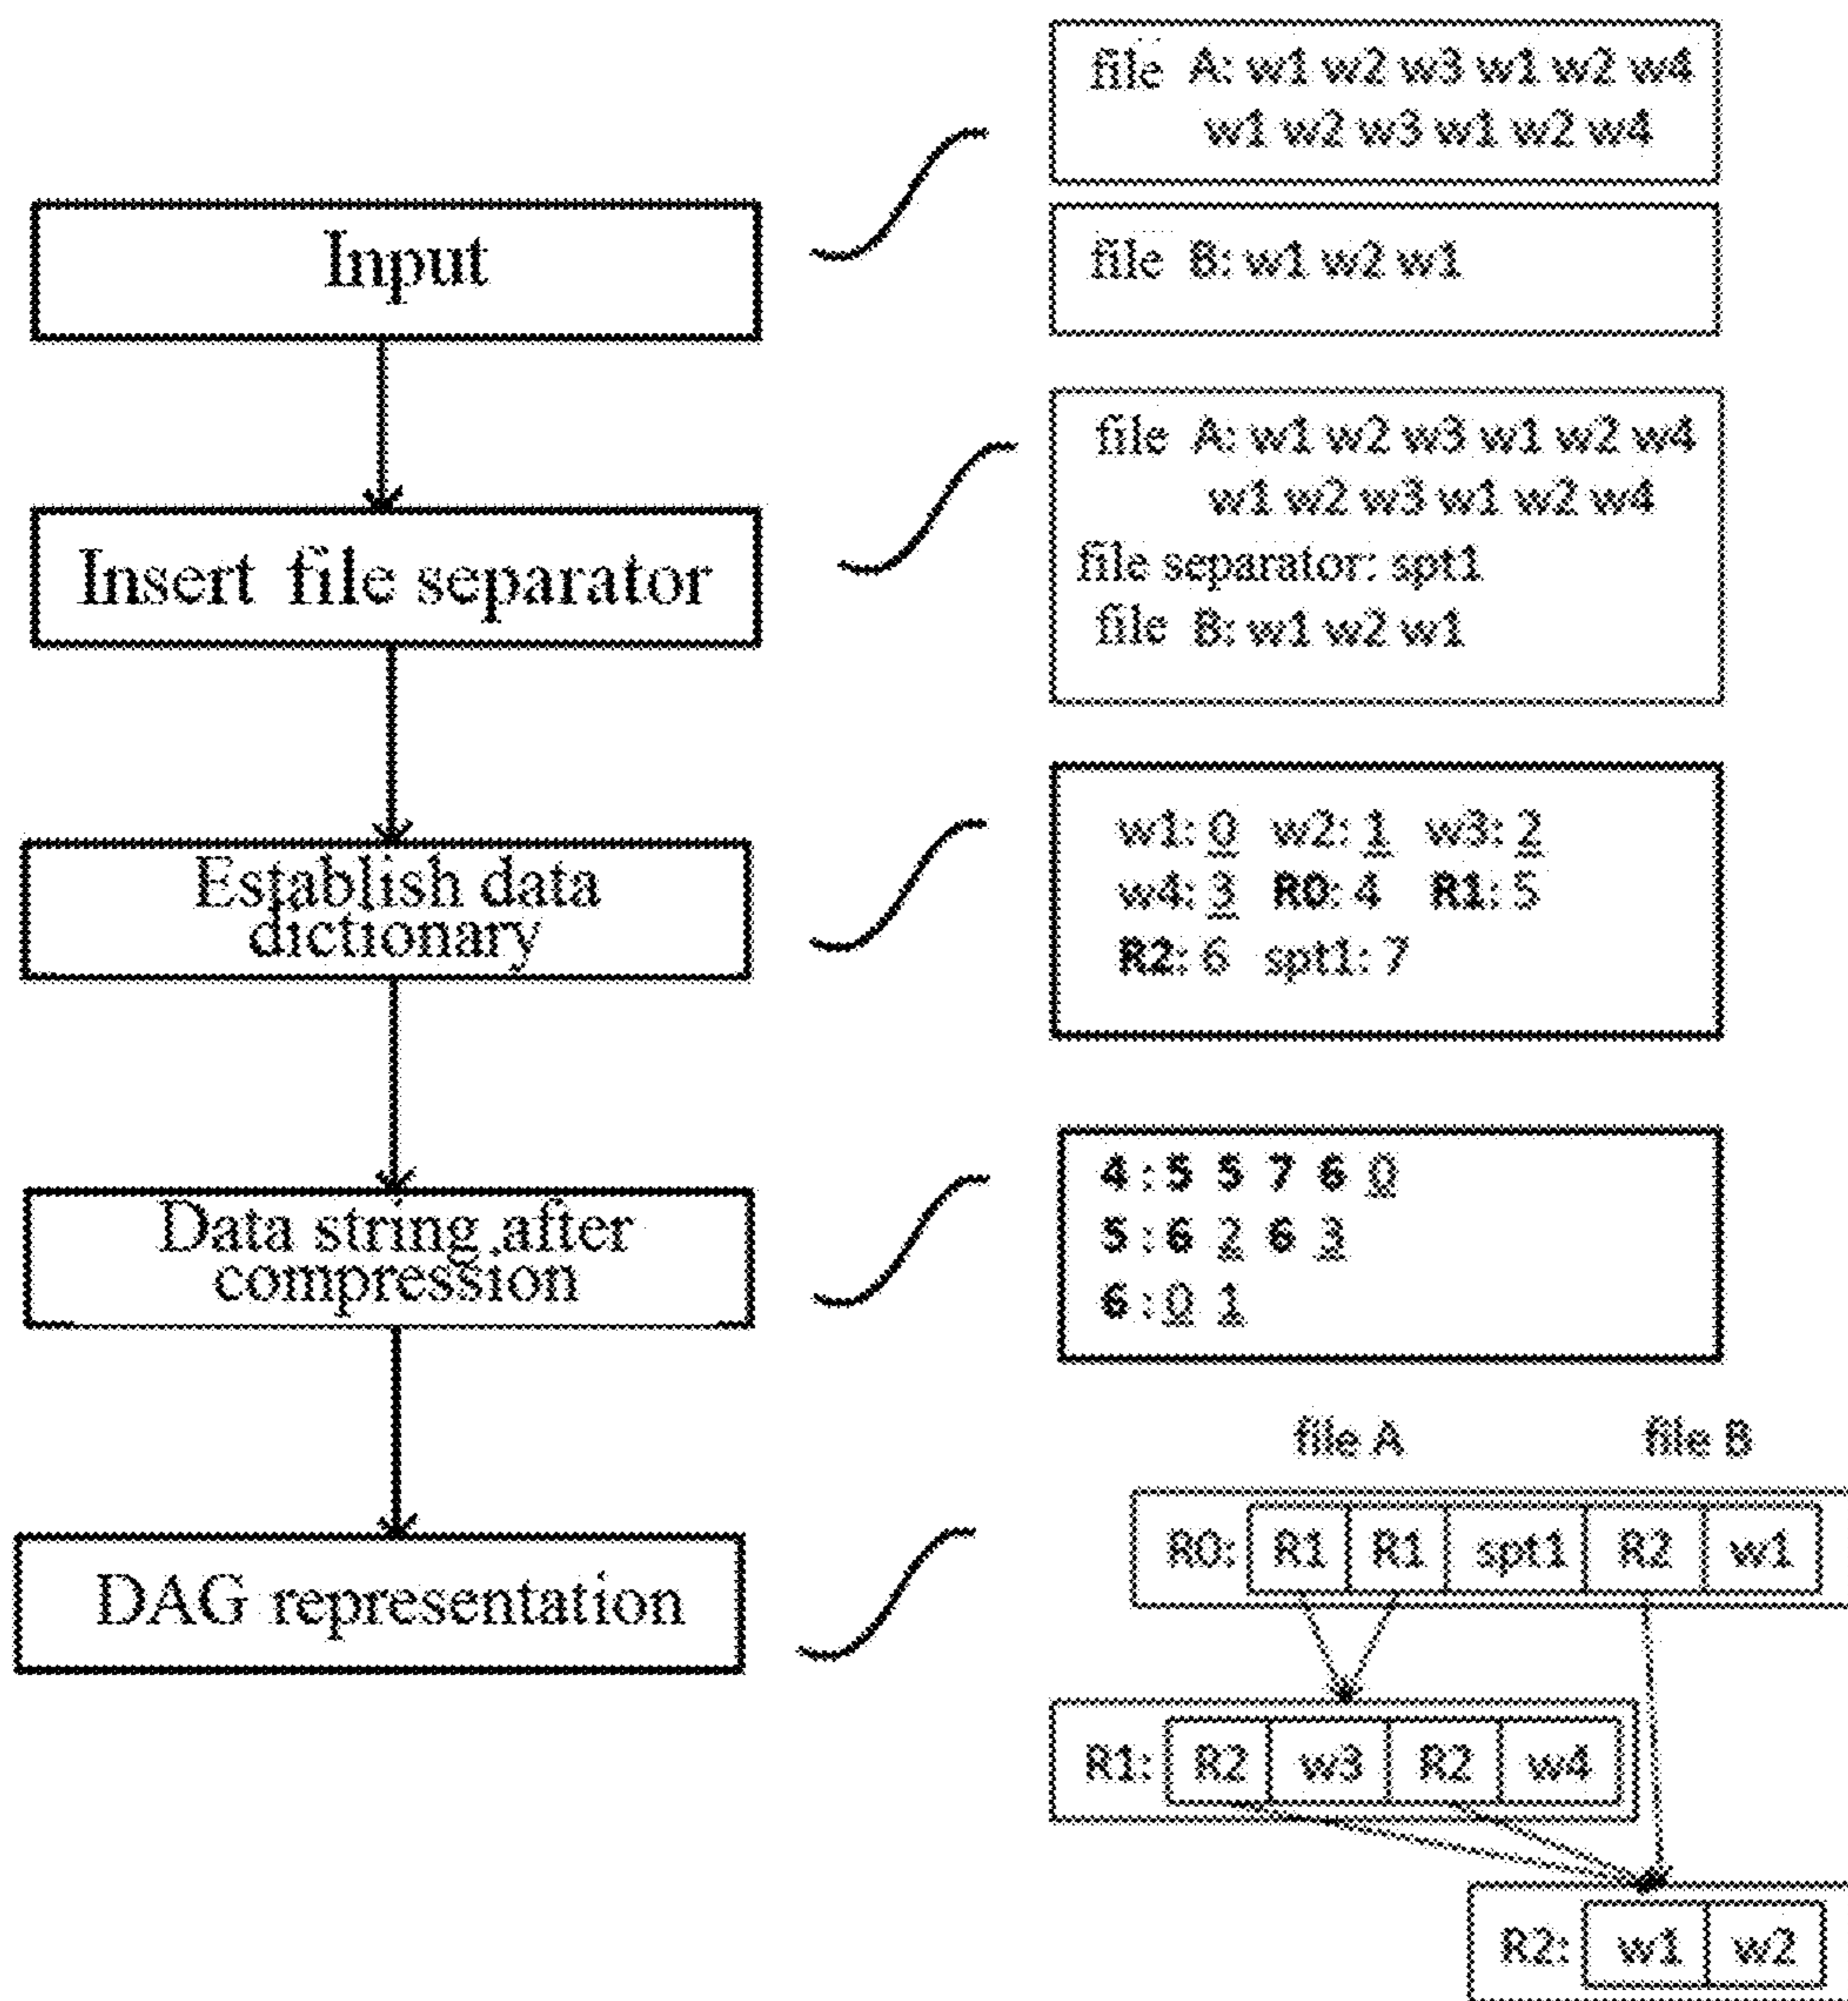 file A: w1 w2 w3 w1 w2 w4
w1 w2 w3 w1 w2 w4
Input
file B: w1 w2 w1
file A: w1 w2 w3 w1 w2 w4
w1 w2 w3 w1 w2 w4
Insert file separator
file separator: spt1
file B: w1 w2 w1
w1: 0 w2: 1 w3: 2
w4: 3 R0: 4 R1: 5
R2: 6 spt1: 7
Establish data
dictionary
4 : 5 5 7 6 0
5 : 6 2 6 3
6 : 0 1
Data string after
compression
file A file B
R0: R1 R1 spt1 R2 w1
DAG representation
R1: R2 w3 R2 w4
R2: w1 w2